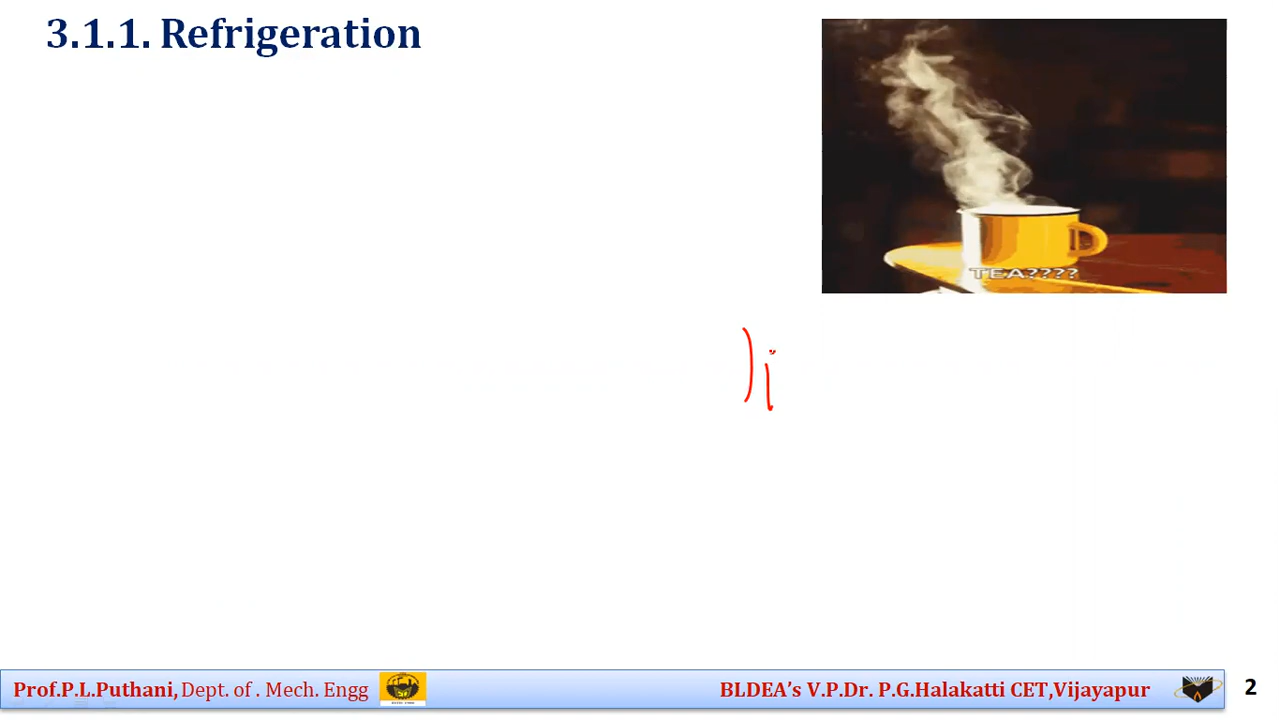 3.1.1. Refrigeration
TEA????
Prof.P.L.Puthani, Dept. of . Mech. Engg
BLDEA’s V.P.Dr. P.G.Halakatti CET,Vijayapur
2